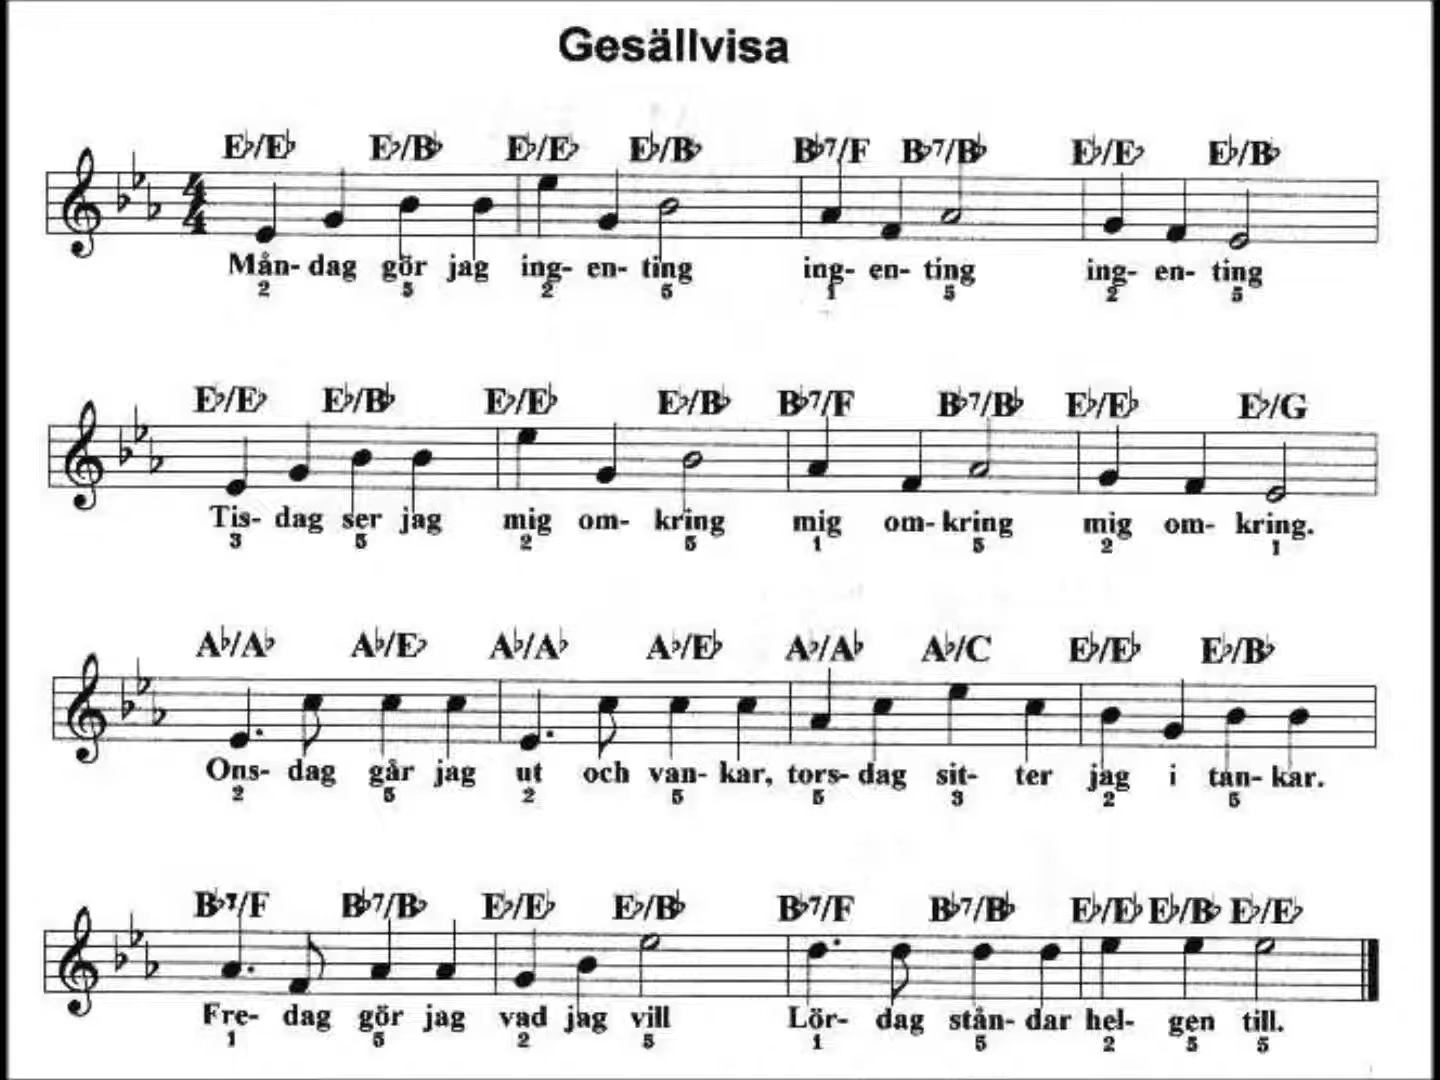 Gesällvisa
E♭/E♭ E♭/B♭ E♭/E♭ E♭/B♭ B♭7/F B♭7/B♭ E♭/E♭ E♭/B♭
4/4
Mån- dag gör jag ing- en- ting ing- en- ting ing- en- ting
2 5 2 5 1 5 2 5
E♭/E♭ E♭/B♭ E♭/E♭ E♭/B♭ B♭7/F B♭7/B♭ E♭/E♭ E♭/G
Tis- dag ser jag mig om- kring mig om- kring mig om- kring.
3 5 2 5 1 5 2 1
A♭/A♭ A♭/E♭ A♭/A♭ A♭/E♭ A♭/A♭ A♭/C E♭/E♭ E♭/B♭
Ons- dag går jag ut och van- kar, tors- dag sit- ter jag i tan- kar.
2 5 2 5 5 3 2 5
B♭7/F B♭7/B♭ E♭/E♭ E♭/B♭ B♭7/F B♭7/B♭ E♭/E♭ E♭/B♭ E♭/E♭
Fre- dag gör jag vad jag vill Lör- dag stån- dar hel- gen till.
1 5 2 5 1 5 2 5 5